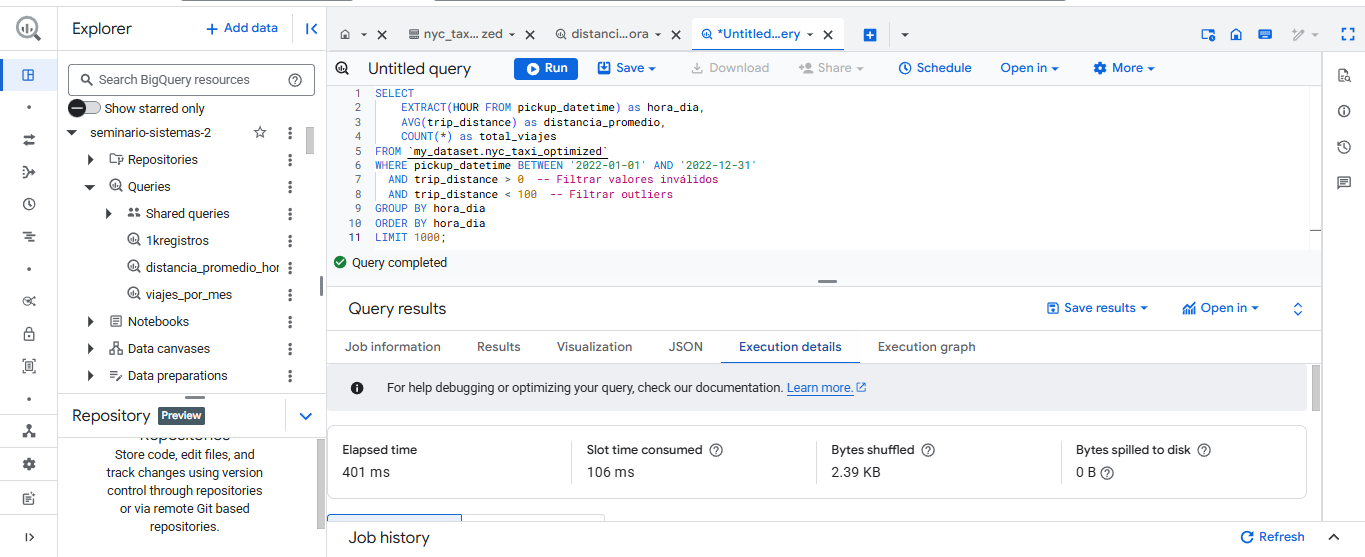 Explorer
+ Add data
Search BigQuery resources
Show starred only
seminario-sistemas-2
Repositories
Queries
Shared queries
1kregistros
distancia_promedio_hor
viajes_por_mes
Notebooks
Data canvases
Data preparations
Repository Preview
Repositories
Store code, edit files, and
track changes using version
control through repositories
or via remote Git based
repositories.
nyc_tax...zed
distanci...ora
*Untitled...ery
Untitled query
Run
Save
Download
Share
Schedule
Open in
More
1 SELECT
2 EXTRACT(HOUR FROM pickup_datetime) as hora_dia,
3 AVG(trip_distance) as distancia_promedio,
4 COUNT(*) as total_viajes
5 FROM `my_dataset.nyc_taxi_optimized`
6 WHERE pickup_datetime BETWEEN '2022-01-01' AND '2022-12-31'
7 AND trip_distance > 0 -- Filtrar valores inválidos
8 AND trip_distance < 100 -- Filtrar outliers
9 GROUP BY hora_dia
10 ORDER BY hora_dia
11 LIMIT 1000;
Query completed
Query results
Save results
Open in
Job information
Results
Visualization
JSON
Execution details
Execution graph
For help debugging or optimizing your query, check our documentation. Learn more.
Elapsed time
401 ms
Slot time consumed
106 ms
Bytes shuffled
2.39 KB
Bytes spilled to disk
0 B
Job history
Refresh